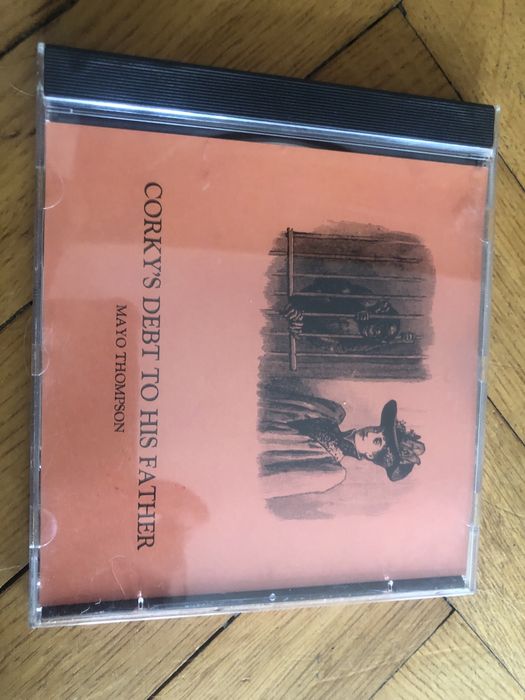 CORKY'S DEBT TO HIS FATHER
MAYO THOMPSON